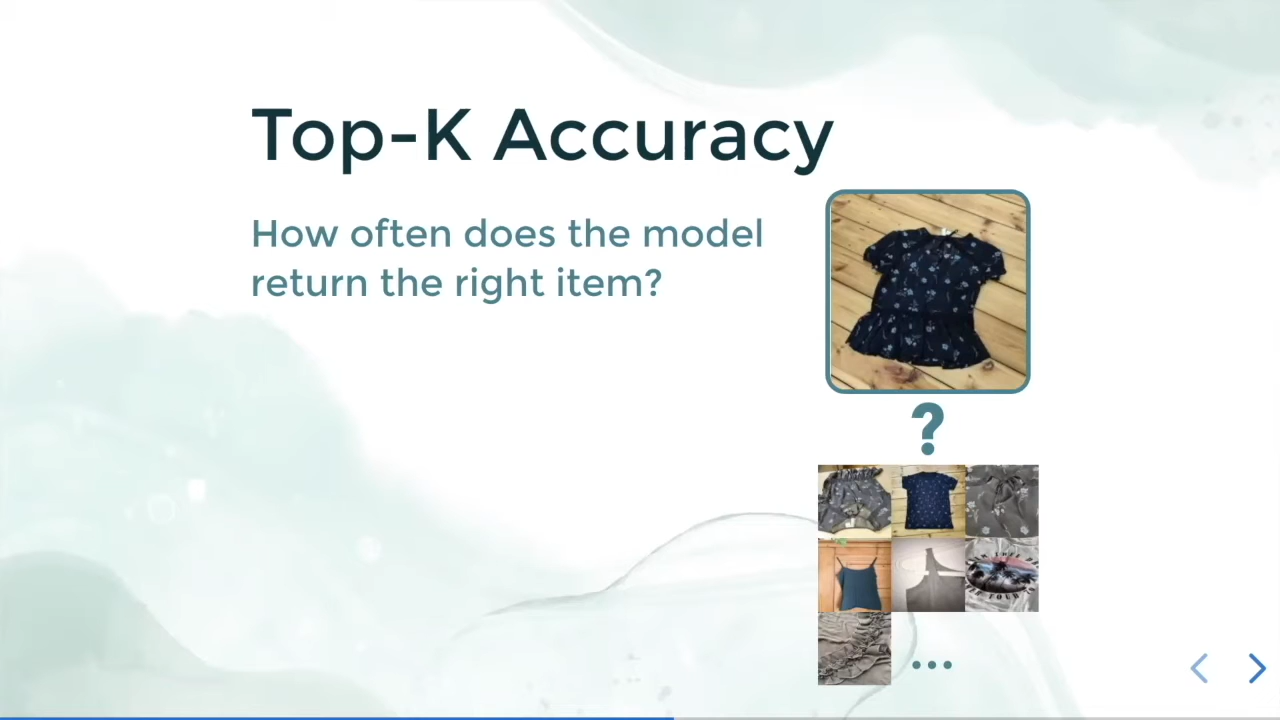 Top-K Accuracy
How often does the model
return the right item?
?
...